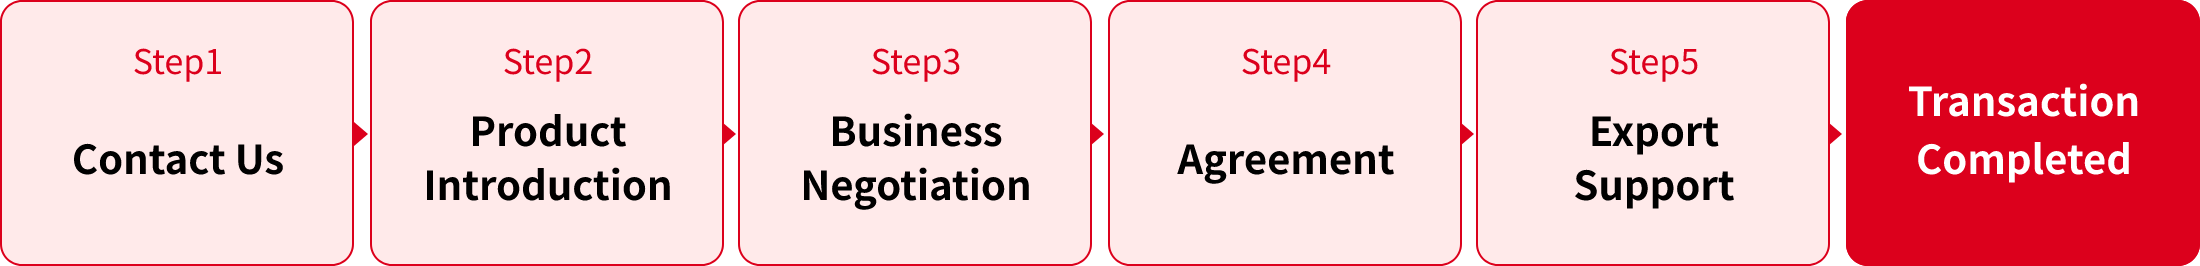 Step1
Contact Us
Step2
Product
Introduction
Step3
Business
Negotiation
Step4
Agreement
Step5
Export
Support
Transaction
Completed